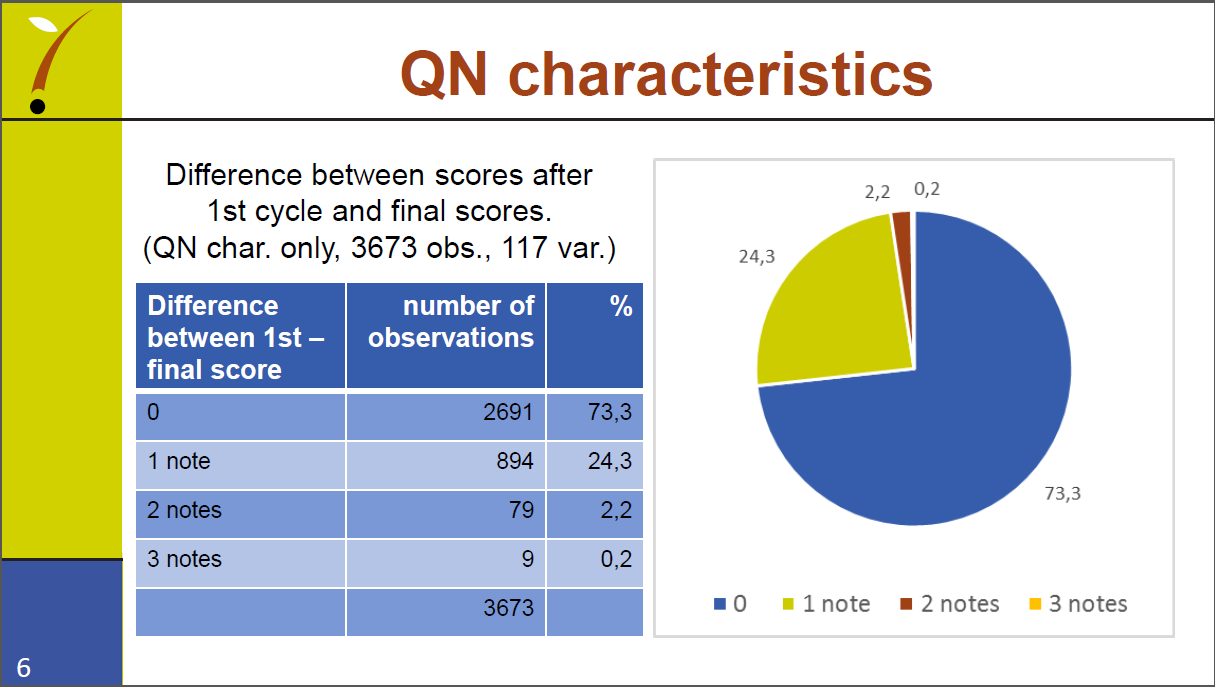 QN characteristics
Difference between scores after
1st cycle and final scores.
(QN char. only, 3673 obs., 117 var.)
Difference
between 1st –
final score
number of
observations
%
0 2691 73,3
1 note 894 24,3
2 notes 79 2,2
3 notes 9 0,2
3673
2,2 0,2
24,3
73,3
0 1 note 2 notes 3 notes
6